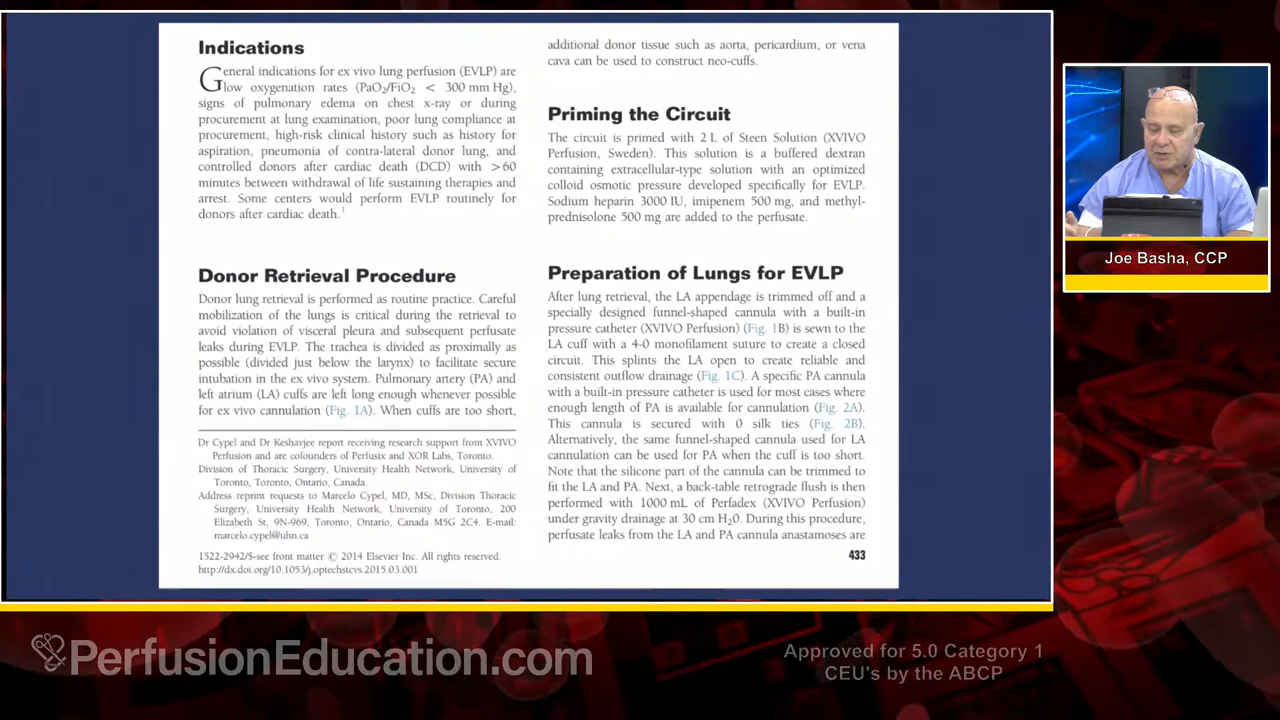 Indications
General indications for ex vivo lung perfusion (EVLP) are
low oxygenation rates (PaO2/FiO2 < 300 mm Hg),
signs of pulmonary edema on chest x-ray or during
procurement at lung examination, poor lung compliance at
procurement, high-risk clinical history such as history for
aspiration, pneumonia of contra-lateral donor lung, and
controlled donors after cardiac death (DCD) with >60
minutes between withdrawal of life sustaining therapies and
arrest. Some centers would perform EVLP routinely for
donors after cardiac death.1
Donor Retrieval Procedure
Donor lung retrieval is performed as routine practice. Careful
mobilization of the lungs is critical during the retrieval to
avoid violation of visceral pleura and subsequent perfusate
leaks during EVLP. The trachea is divided as proximally as
possible (divided just below the larynx) to facilitate secure
intubation in the ex vivo system. Pulmonary artery (PA) and
left atrium (LA) cuffs are left long enough whenever possible
for ex vivo cannulation (Fig. 1A). When cuffs are too short,
Dr Cypel and Dr Keshavjee report receiving research support from XVIVO
Perfusion and are cofounders of Perfusix and XOR Labs, Toronto.
Division of Thoracic Surgery, University Health Network, University of
Toronto, Toronto, Ontario, Canada.
Address reprint requests to Marcelo Cypel, MD, MSc, Division Thoracic
Surgery, University Health Network, University of Toronto, 200
Elizabeth St, 9N-969, Toronto, Ontario, Canada M5G 2C4. E-mail:
marcelo.cypel@uhn.ca
1522-2942/$-see front matter © 2014 Elsevier Inc. All rights reserved.
http://dx.doi.org/10.1053/j.optechstcvs.2015.03.001
additional donor tissue such as aorta, pericardium, or vena
cava can be used to construct neo-cuffs.
Priming the Circuit
The circuit is primed with 2 L of Steen Solution (XVIVO
Perfusion, Sweden). This solution is a buffered dextran
containing extracellular-type solution with an optimized
colloid osmotic pressure developed specifically for EVLP.
Sodium heparin 3000 IU, imipenem 500 mg, and methyl-
prednisolone 500 mg are added to the perfusate.
Preparation of Lungs for EVLP
After lung retrieval, the LA appendage is trimmed off and a
specially designed funnel-shaped cannula with a built-in
pressure catheter (XVIVO Perfusion) (Fig. 1B) is sewn to the
LA cuff with a 4-0 monofilament suture to create a closed
circuit. This splints the LA open to create reliable and
consistent outflow drainage (Fig. 1C). A specific PA cannula
with a built-in pressure catheter is used for most cases where
enough length of PA is available for cannulation (Fig. 2A).
This cannula is secured with 0 silk ties (Fig. 2B).
Alternatively, the same funnel-shaped cannula used for LA
cannulation can be used for PA when the cuff is too short.
Note that the silicone part of the cannula can be trimmed to
fit the LA and PA. Next, a back-table retrograde flush is then
performed with 1000 mL of Perfadex (XVIVO Perfusion)
under gravity drainage at 30 cm H20. During this procedure,
perfusate leaks from the LA and PA cannula anastamoses are
433
Joe Basha, CCP
PerfusionEducation.com
Approved for 5.0 Category 1
CEU's by the ABCP